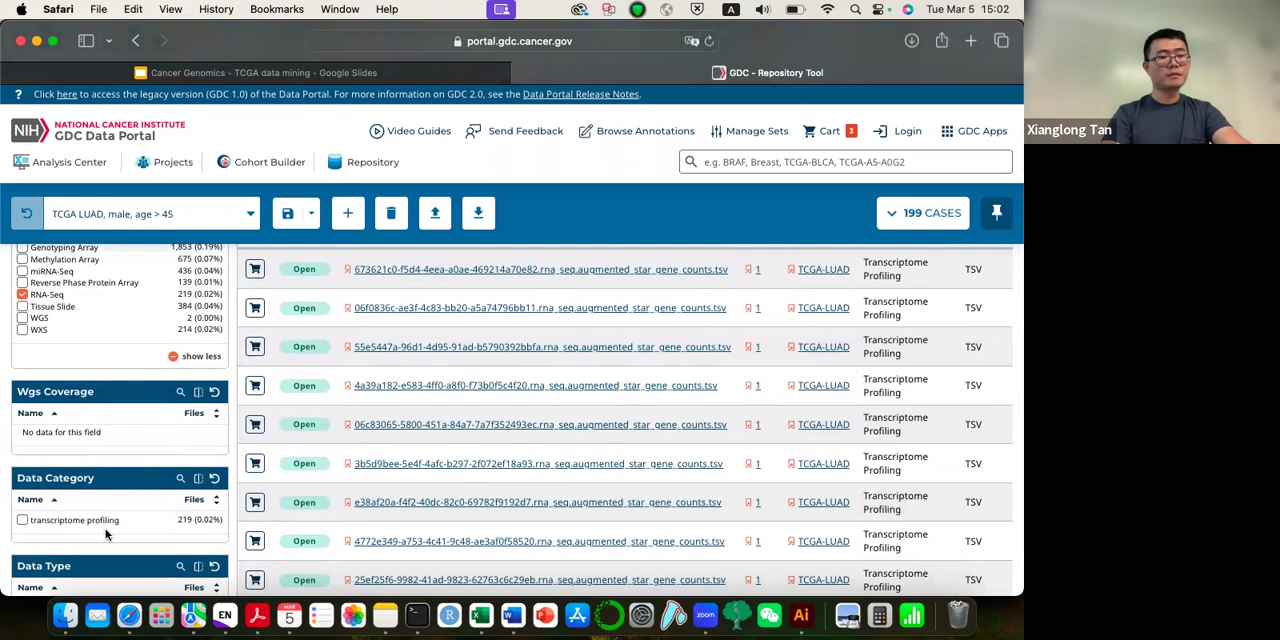 Safari File Edit View History Bookmarks Window Help A Tue Mar 5 15:02
portal.gdc.cancer.gov
Cancer Genomics - TCGA data mining - Google Slides GDC - Repository Tool
? Click here to access the legacy version (GDC 1.0) of the Data Portal. For more information on GDC 2.0, see the Data Portal Release Notes.
NIH NATIONAL CANCER INSTITUTE
GDC Data Portal
Video Guides Send Feedback Browse Annotations Manage Sets Cart 3 Login GDC Apps
Analysis Center Projects Cohort Builder Repository e.g. BRAF, Breast, TCGA-BLCA, TCGA-A5-A0G2
TCGA LUAD, male, age > 45 199 CASES
Xianglong Tan
Genotyping Array 1,853 (0.19%)
Methylation Array 675 (0.07%)
miRNA-Seq 436 (0.04%)
Reverse Phase Protein Array 139 (0.01%)
RNA-Seq 219 (0.02%)
Tissue Slide 384 (0.04%)
WGS 2 (0.00%)
WXS 214 (0.02%)
show less
Wgs Coverage
Name Files
No data for this field
Data Category
Name Files
transcriptome profiling 219 (0.02%)
Data Type
Name Files
Open 673621c0-f5d4-4eea-a0ae-469214a70e82.rna_seq.augmented_star_gene_counts.tsv 1 TCGA-LUAD Transcriptome Profiling TSV
Open 06f0836c-ae3f-4c83-bb20-a5a74796bb11.rna_seq.augmented_star_gene_counts.tsv 1 TCGA-LUAD Transcriptome Profiling TSV
Open 55e5447a-96d1-4d95-91ad-b5790392bbfa.rna_seq.augmented_star_gene_counts.tsv 1 TCGA-LUAD Transcriptome Profiling TSV
Open 4a39a182-e583-4ff0-a8f0-f73b0f5c4f20.rna_seq.augmented_star_gene_counts.tsv 1 TCGA-LUAD Transcriptome Profiling TSV
Open 06c83065-5800-451a-84a7-7a7f352493ec.rna_seq.augmented_star_gene_counts.tsv 1 TCGA-LUAD Transcriptome Profiling TSV
Open 3b5d9bee-5e4f-4afc-b297-2f072ef18a93.rna_seq.augmented_star_gene_counts.tsv 1 TCGA-LUAD Transcriptome Profiling TSV
Open e38af20a-f4f2-40dc-82c0-69782f9192d7.rna_seq.augmented_star_gene_counts.tsv 1 TCGA-LUAD Transcriptome Profiling TSV
Open 4772e349-a753-4c41-9c48-ae3af0f58520.rna_seq.augmented_star_gene_counts.tsv 1 TCGA-LUAD Transcriptome Profiling TSV
Open 25ef25f6-9982-41ad-9823-62763c6c29eb.rna_seq.augmented_star_gene_counts.tsv 1 TCGA-LUAD Transcriptome Profiling TSV
MAR 5 EN R zoom Ai